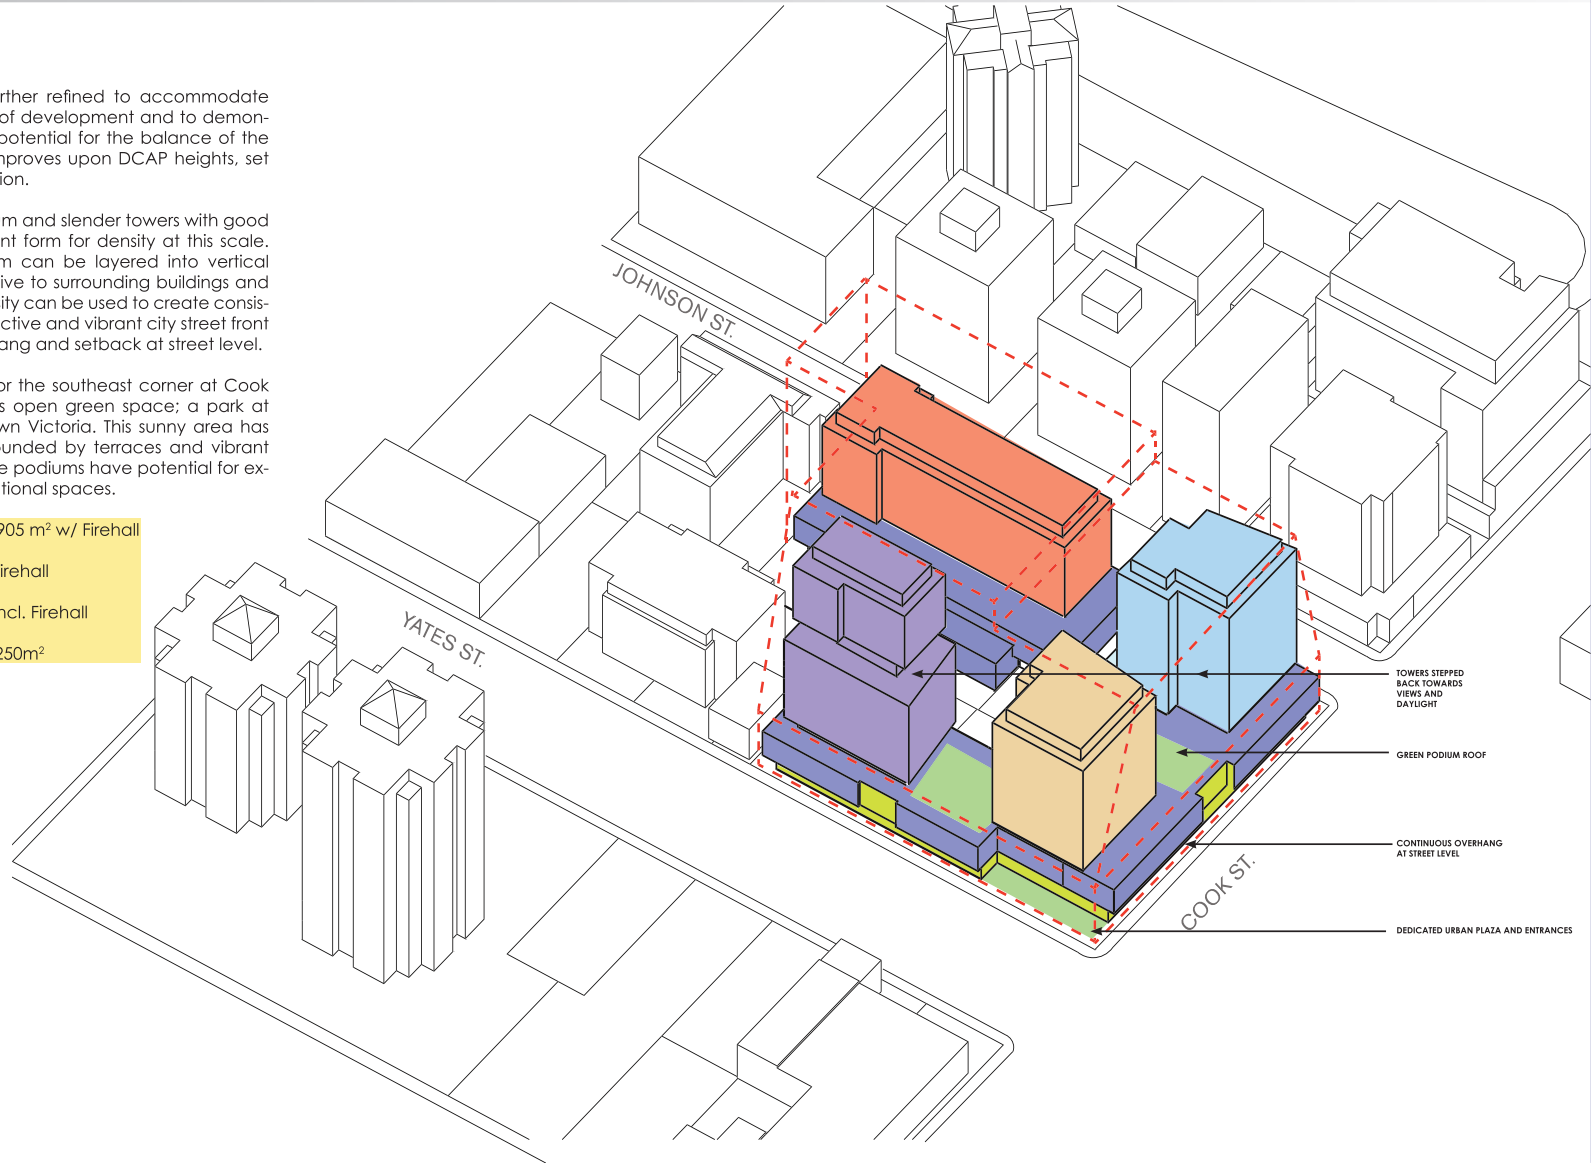 rther refined to accommodate
of development and to demon-
potential for the balance of the
mproves upon DCAP heights, set
ion.
m and slender towers with good
nt form for density at this scale.
m can be layered into vertical
ive to surrounding buildings and
city can be used to create consis-
ctive and vibrant city street front
ang and setback at street level.
or the southeast corner at Cook
s open green space; a park at
wn Victoria. This sunny area has
ounded by terraces and vibrant
e podiums have potential for ex-
tional spaces.
905 m² w/ Firehall
irehall
ncl. Firehall
250m²
JOHNSON ST.
YATES ST.
COOK ST.
TOWERS STEPPED
BACK TOWARDS
VIEWS AND
DAYLIGHT
GREEN PODIUM ROOF
CONTINUOUS OVERHANG
AT STREET LEVEL
DEDICATED URBAN PLAZA AND ENTRANCES